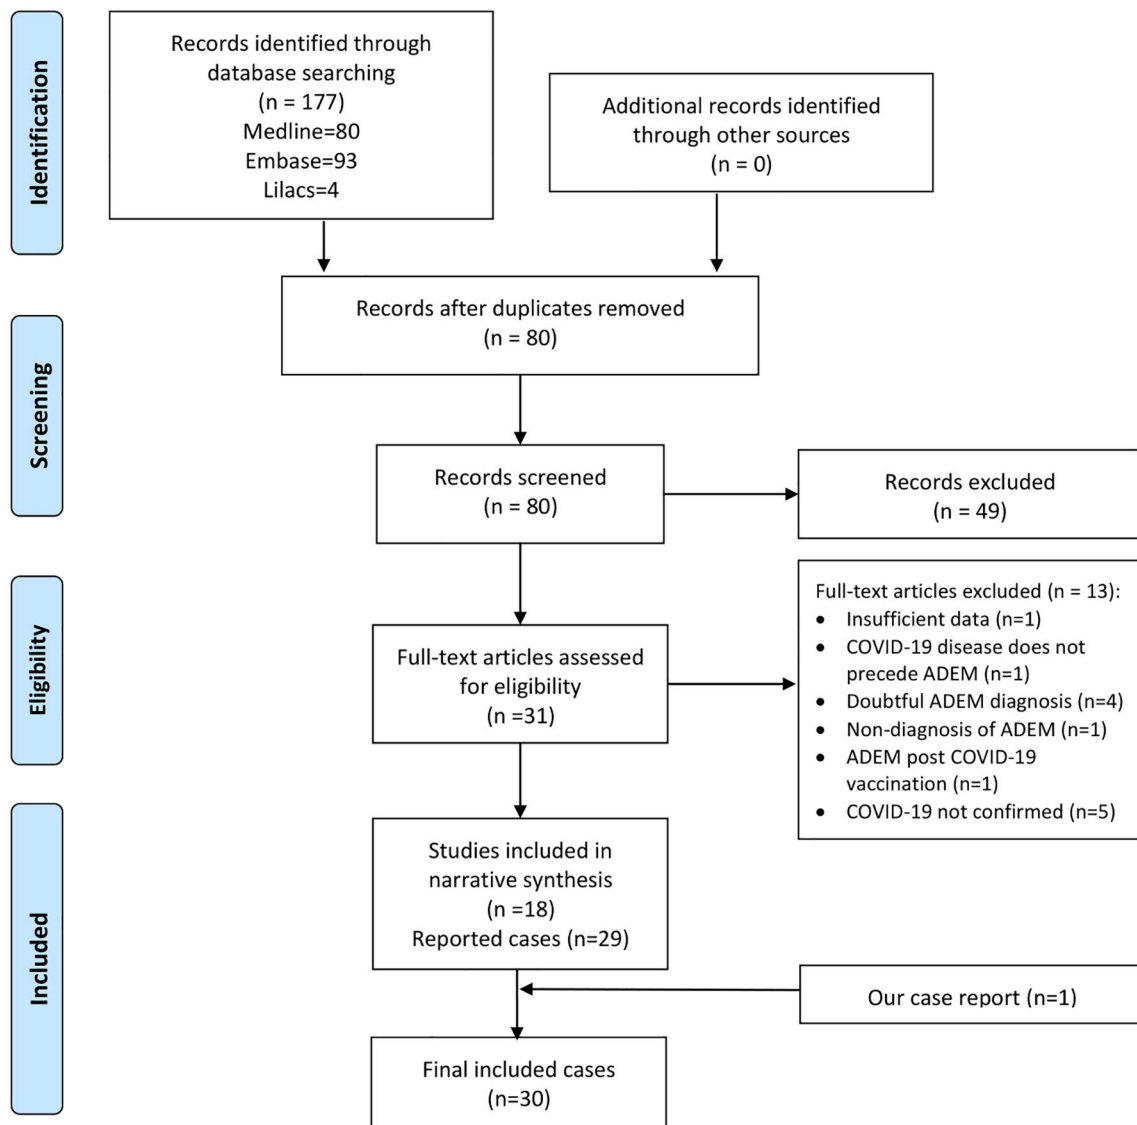 Identification
Records identified through
database searching
(n = 177)
Medline=80
Embase=93
Lilacs=4
Additional records identified
through other sources
(n = 0)
Records after duplicates removed
(n = 80)
Screening
Records screened
(n = 80)
Records excluded
(n = 49)
Eligibility
Full-text articles assessed
for eligibility
(n =31)
Full-text articles excluded (n = 13):
• Insufficient data (n=1)
• COVID-19 disease does not
precede ADEM (n=1)
• Doubtful ADEM diagnosis (n=4)
• Non-diagnosis of ADEM (n=1)
• ADEM post COVID-19
vaccination (n=1)
• COVID-19 not confirmed (n=5)
Included
Studies included in
narrative synthesis
(n =18)
Reported cases (n=29)
Our case report (n=1)
Final included cases
(n=30)